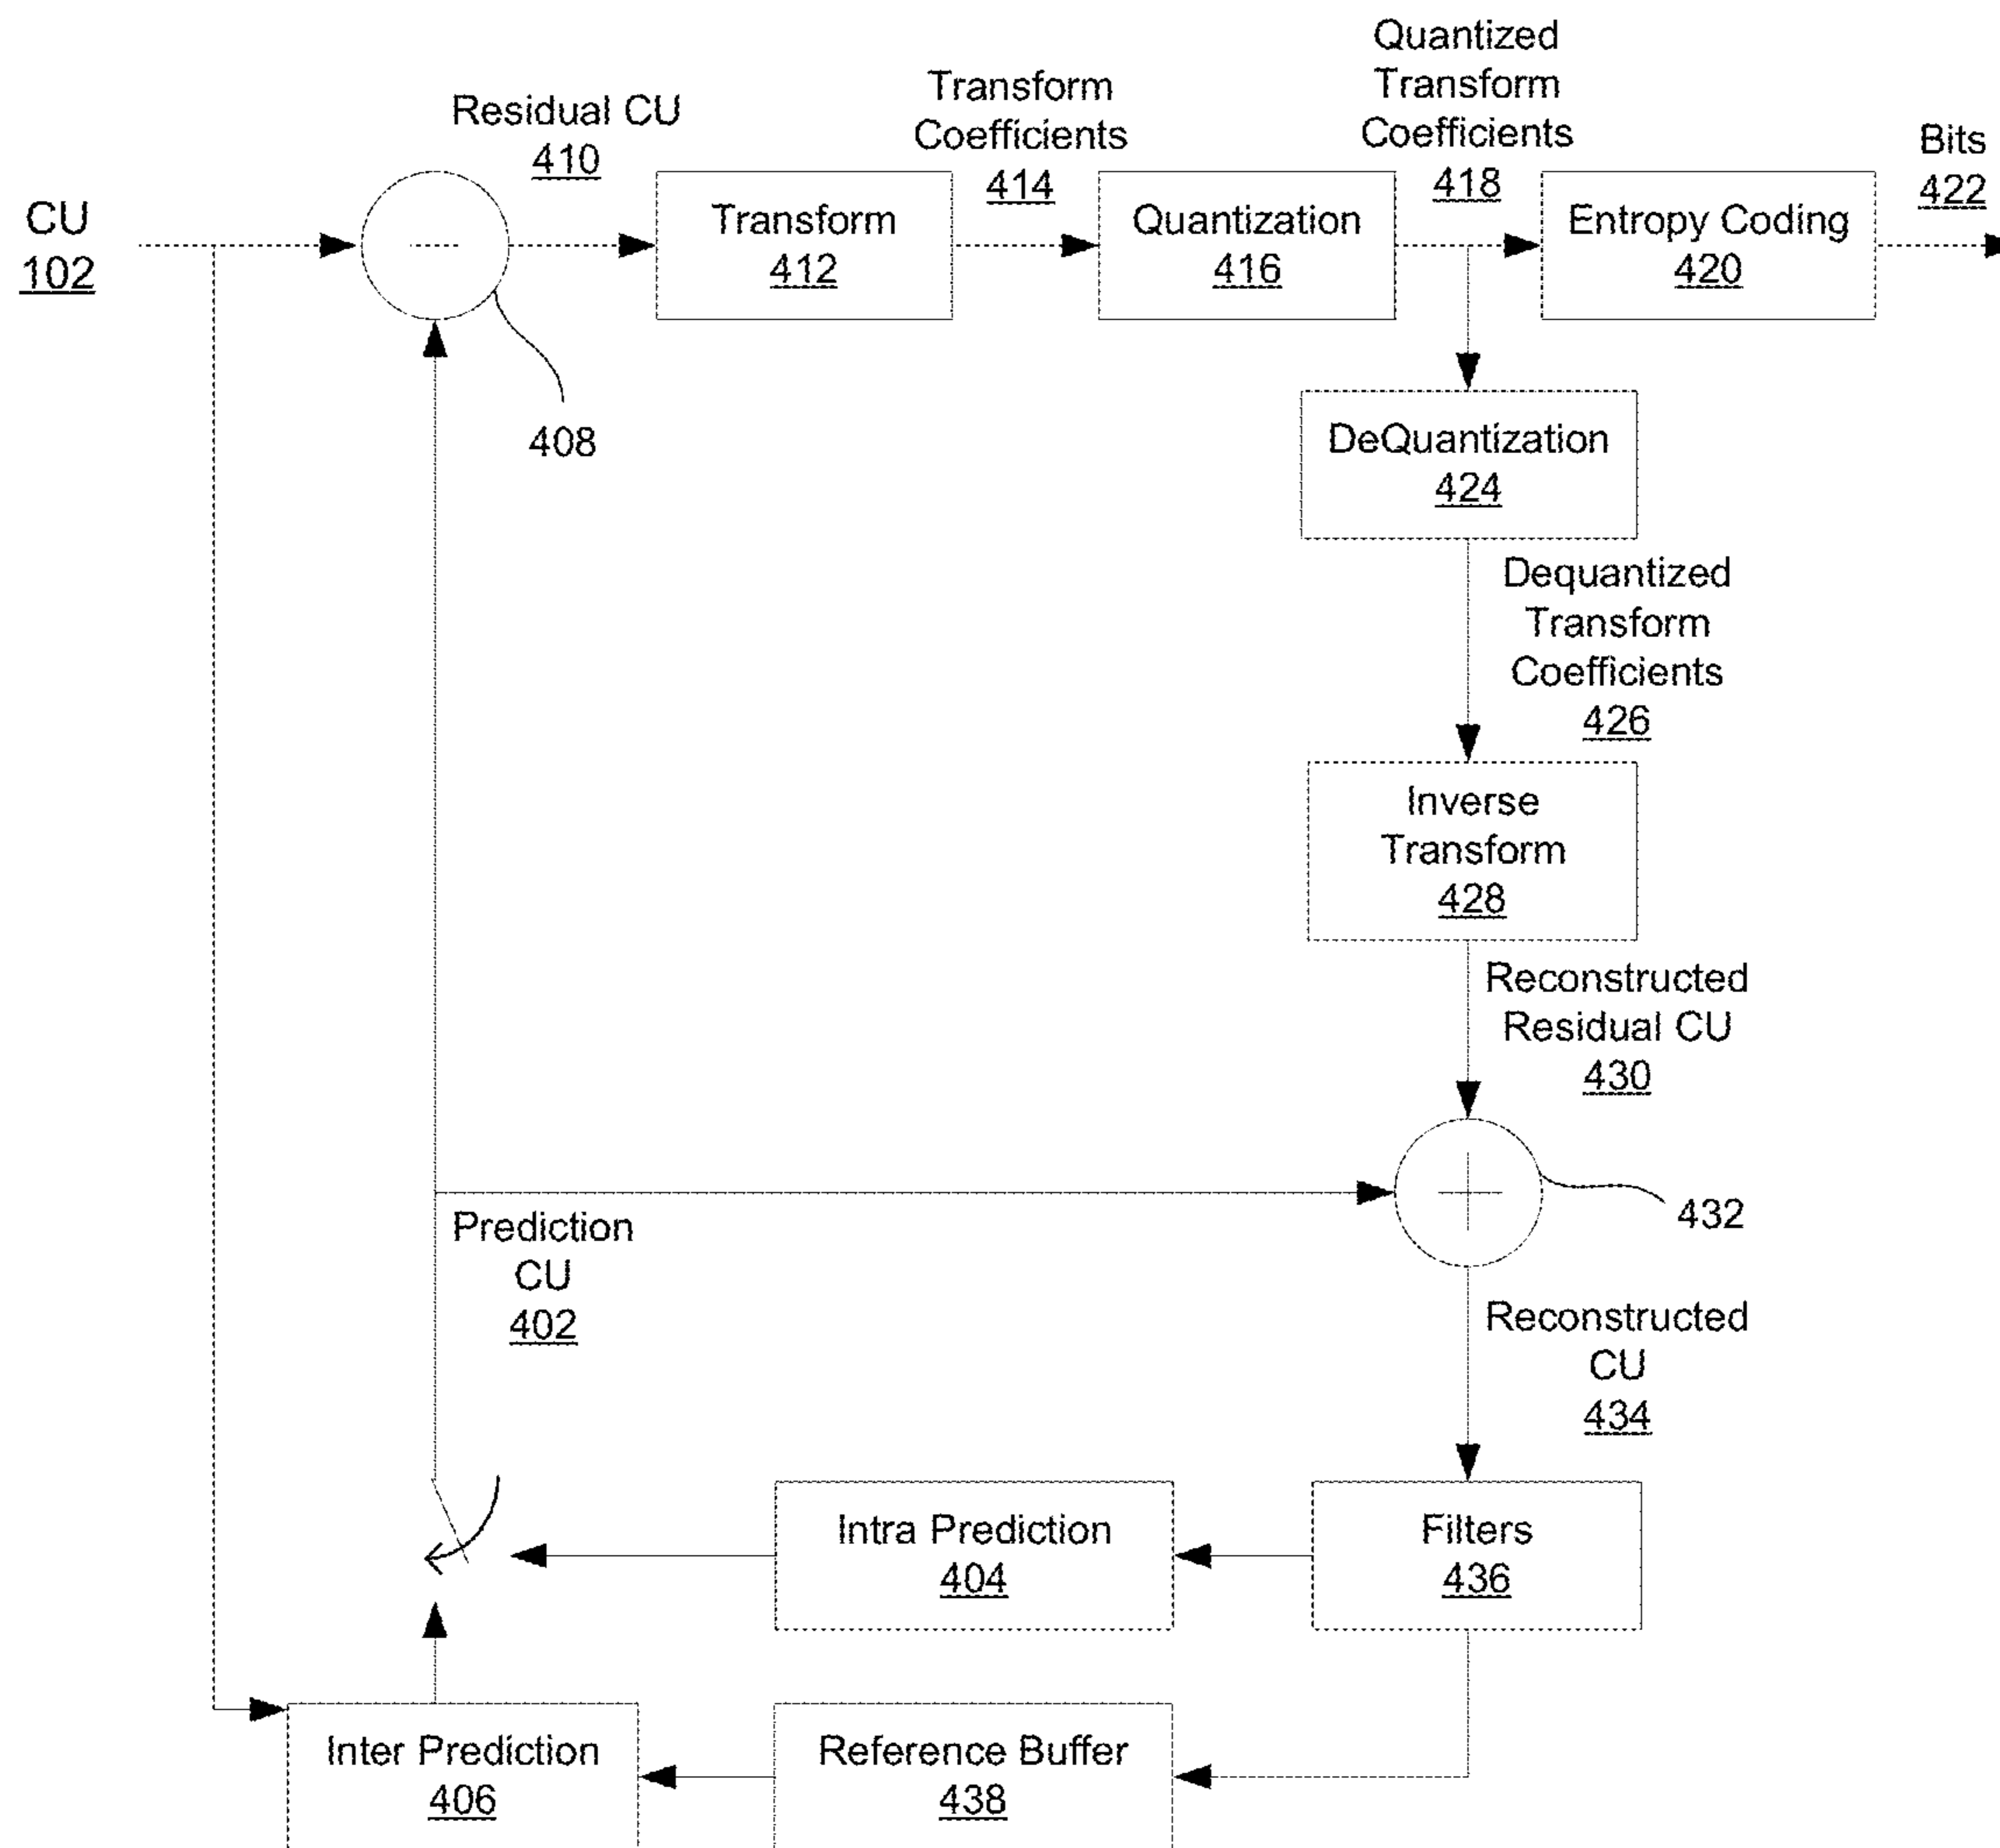 CU
102
Residual CU
410
Transform
412
Transform
Coefficients
414
Quantization
416
Quantized
Transform
Coefficients
418
Entropy Coding
420
Bits
422
408
DeQuantization
424
Dequantized
Transform
Coefficients
426
Inverse
Transform
428
Reconstructed
Residual CU
430
432
Prediction
CU
402
Reconstructed
CU
434
Intra Prediction
404
Filters
436
Inter Prediction
406
Reference Buffer
438